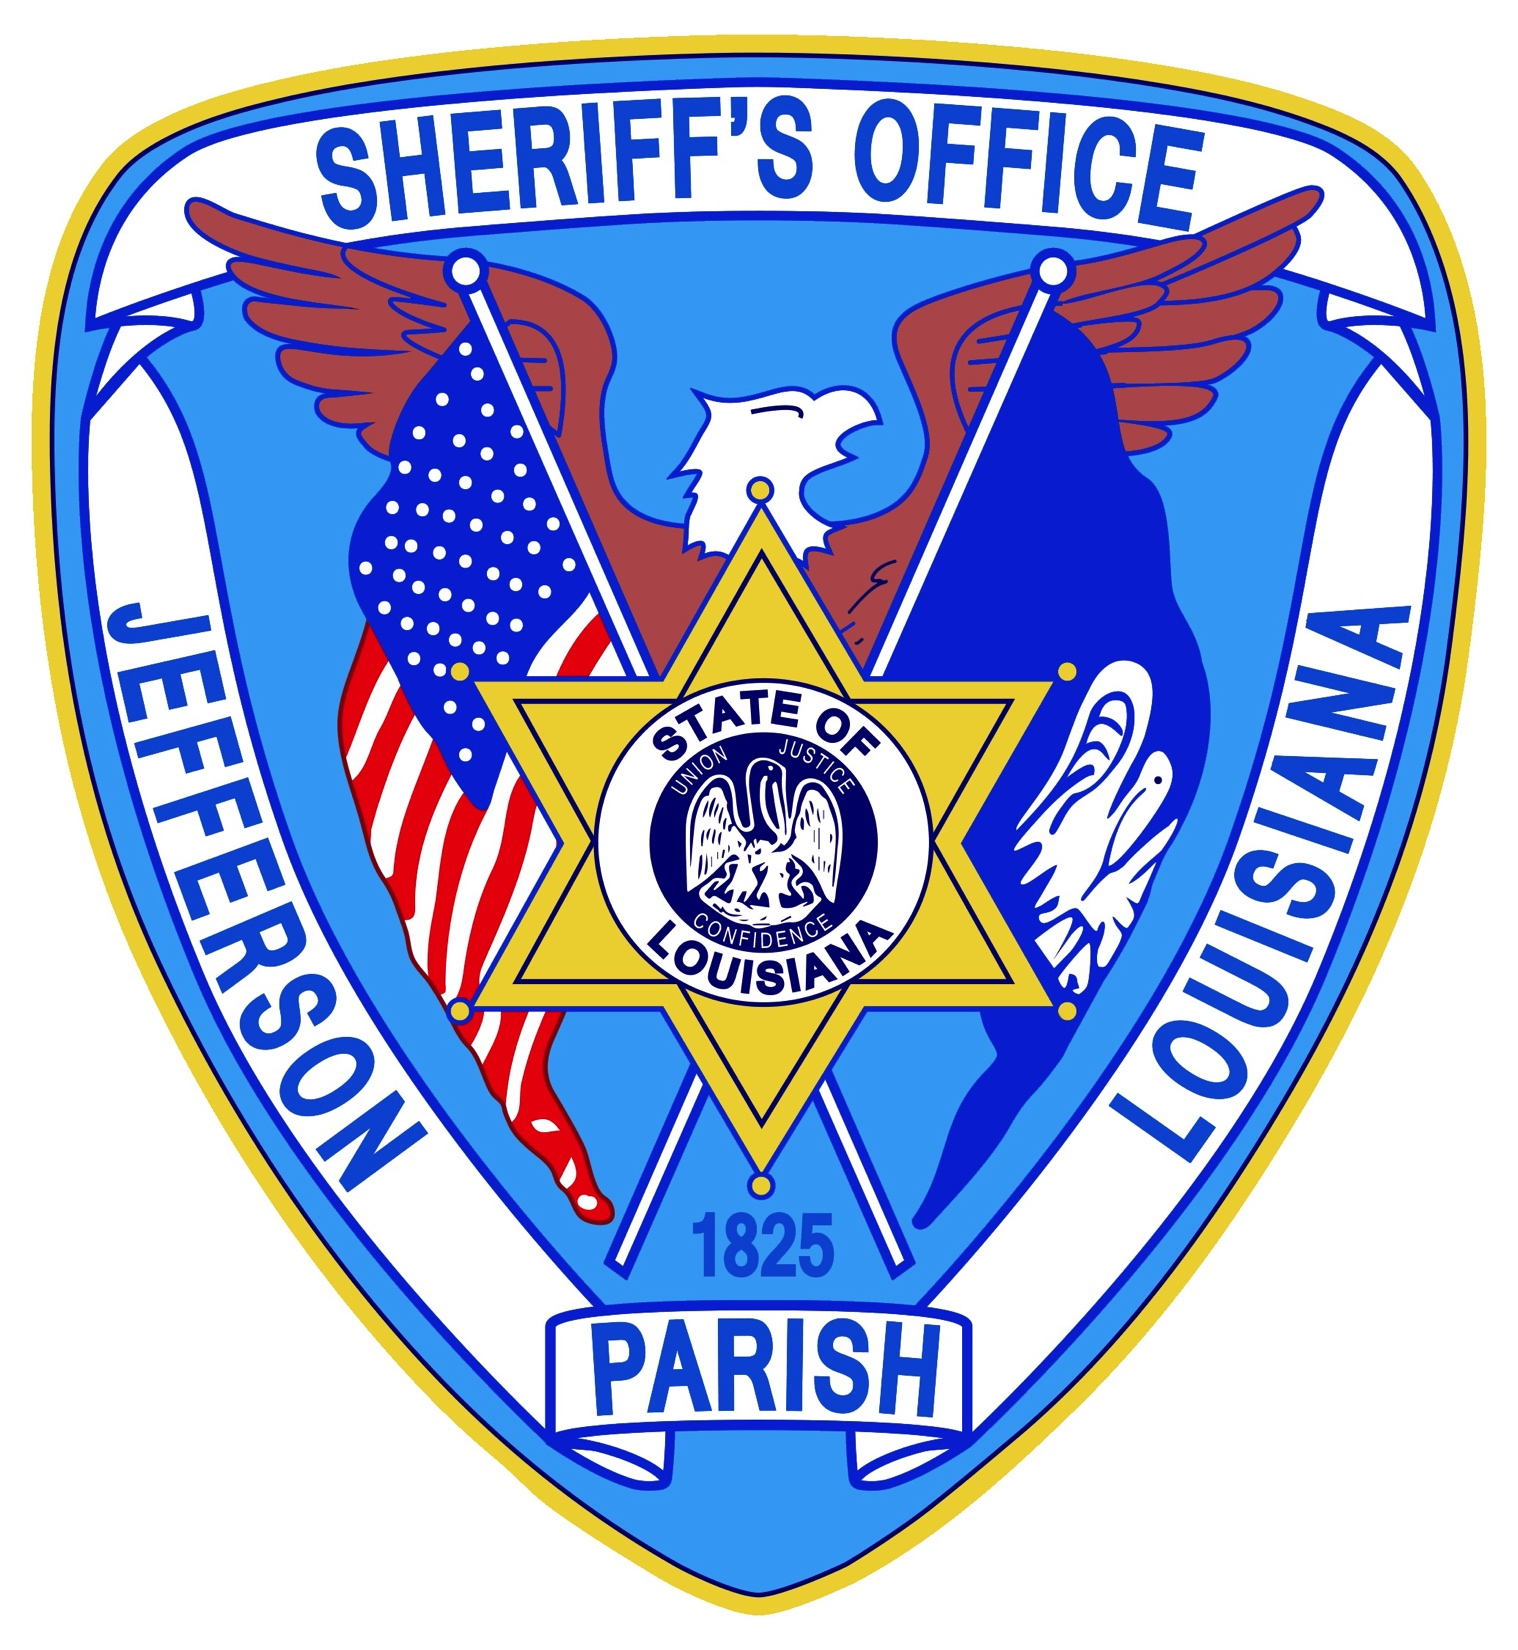 SHERIFF'S OFFICE
JEFFERSON
LOUISIANA
STATE OF
UNION JUSTICE
CONFIDENCE
LOUISIANA
1825
PARISH